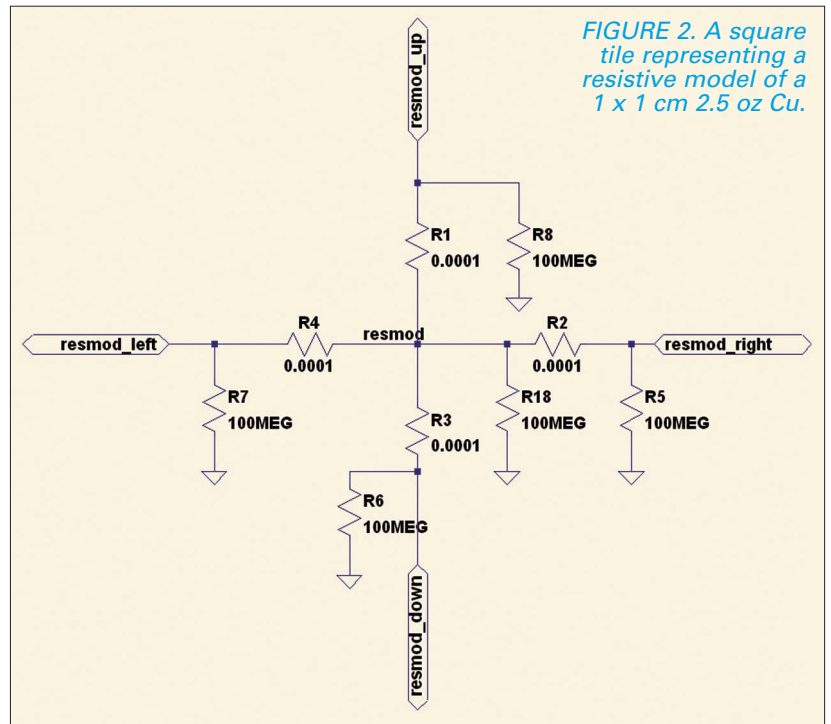 FIGURE 2. A square
tile representing a
resistive model of a
1 x 1 cm 2.5 oz Cu.
resmod_up
R1
0.0001
R8
100MEG
R4
0.0001
resmod
R2
0.0001
resmod_left
resmod_right
R7
100MEG
R18
100MEG
R5
100MEG
R3
0.0001
R6
100MEG
resmod_down